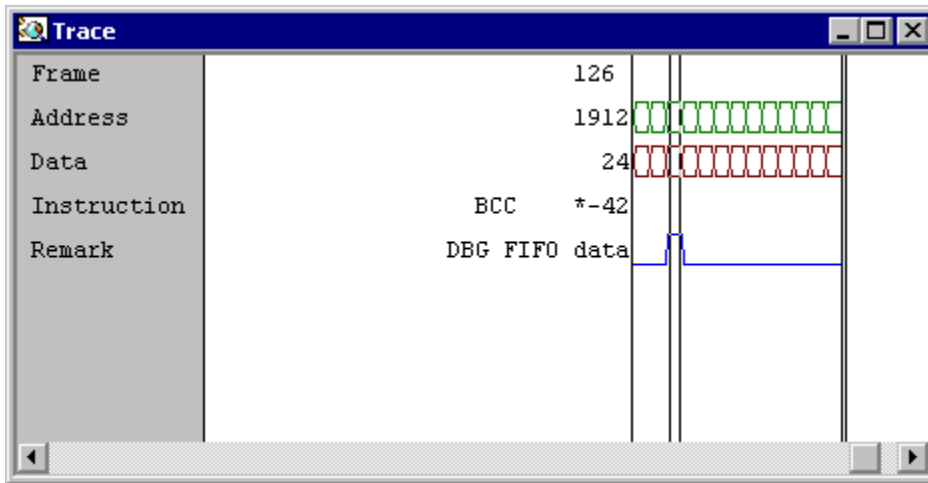 Trace
Frame 126
Address 1912
Data 24
Instruction BCC *-42
Remark DBG FIFO data